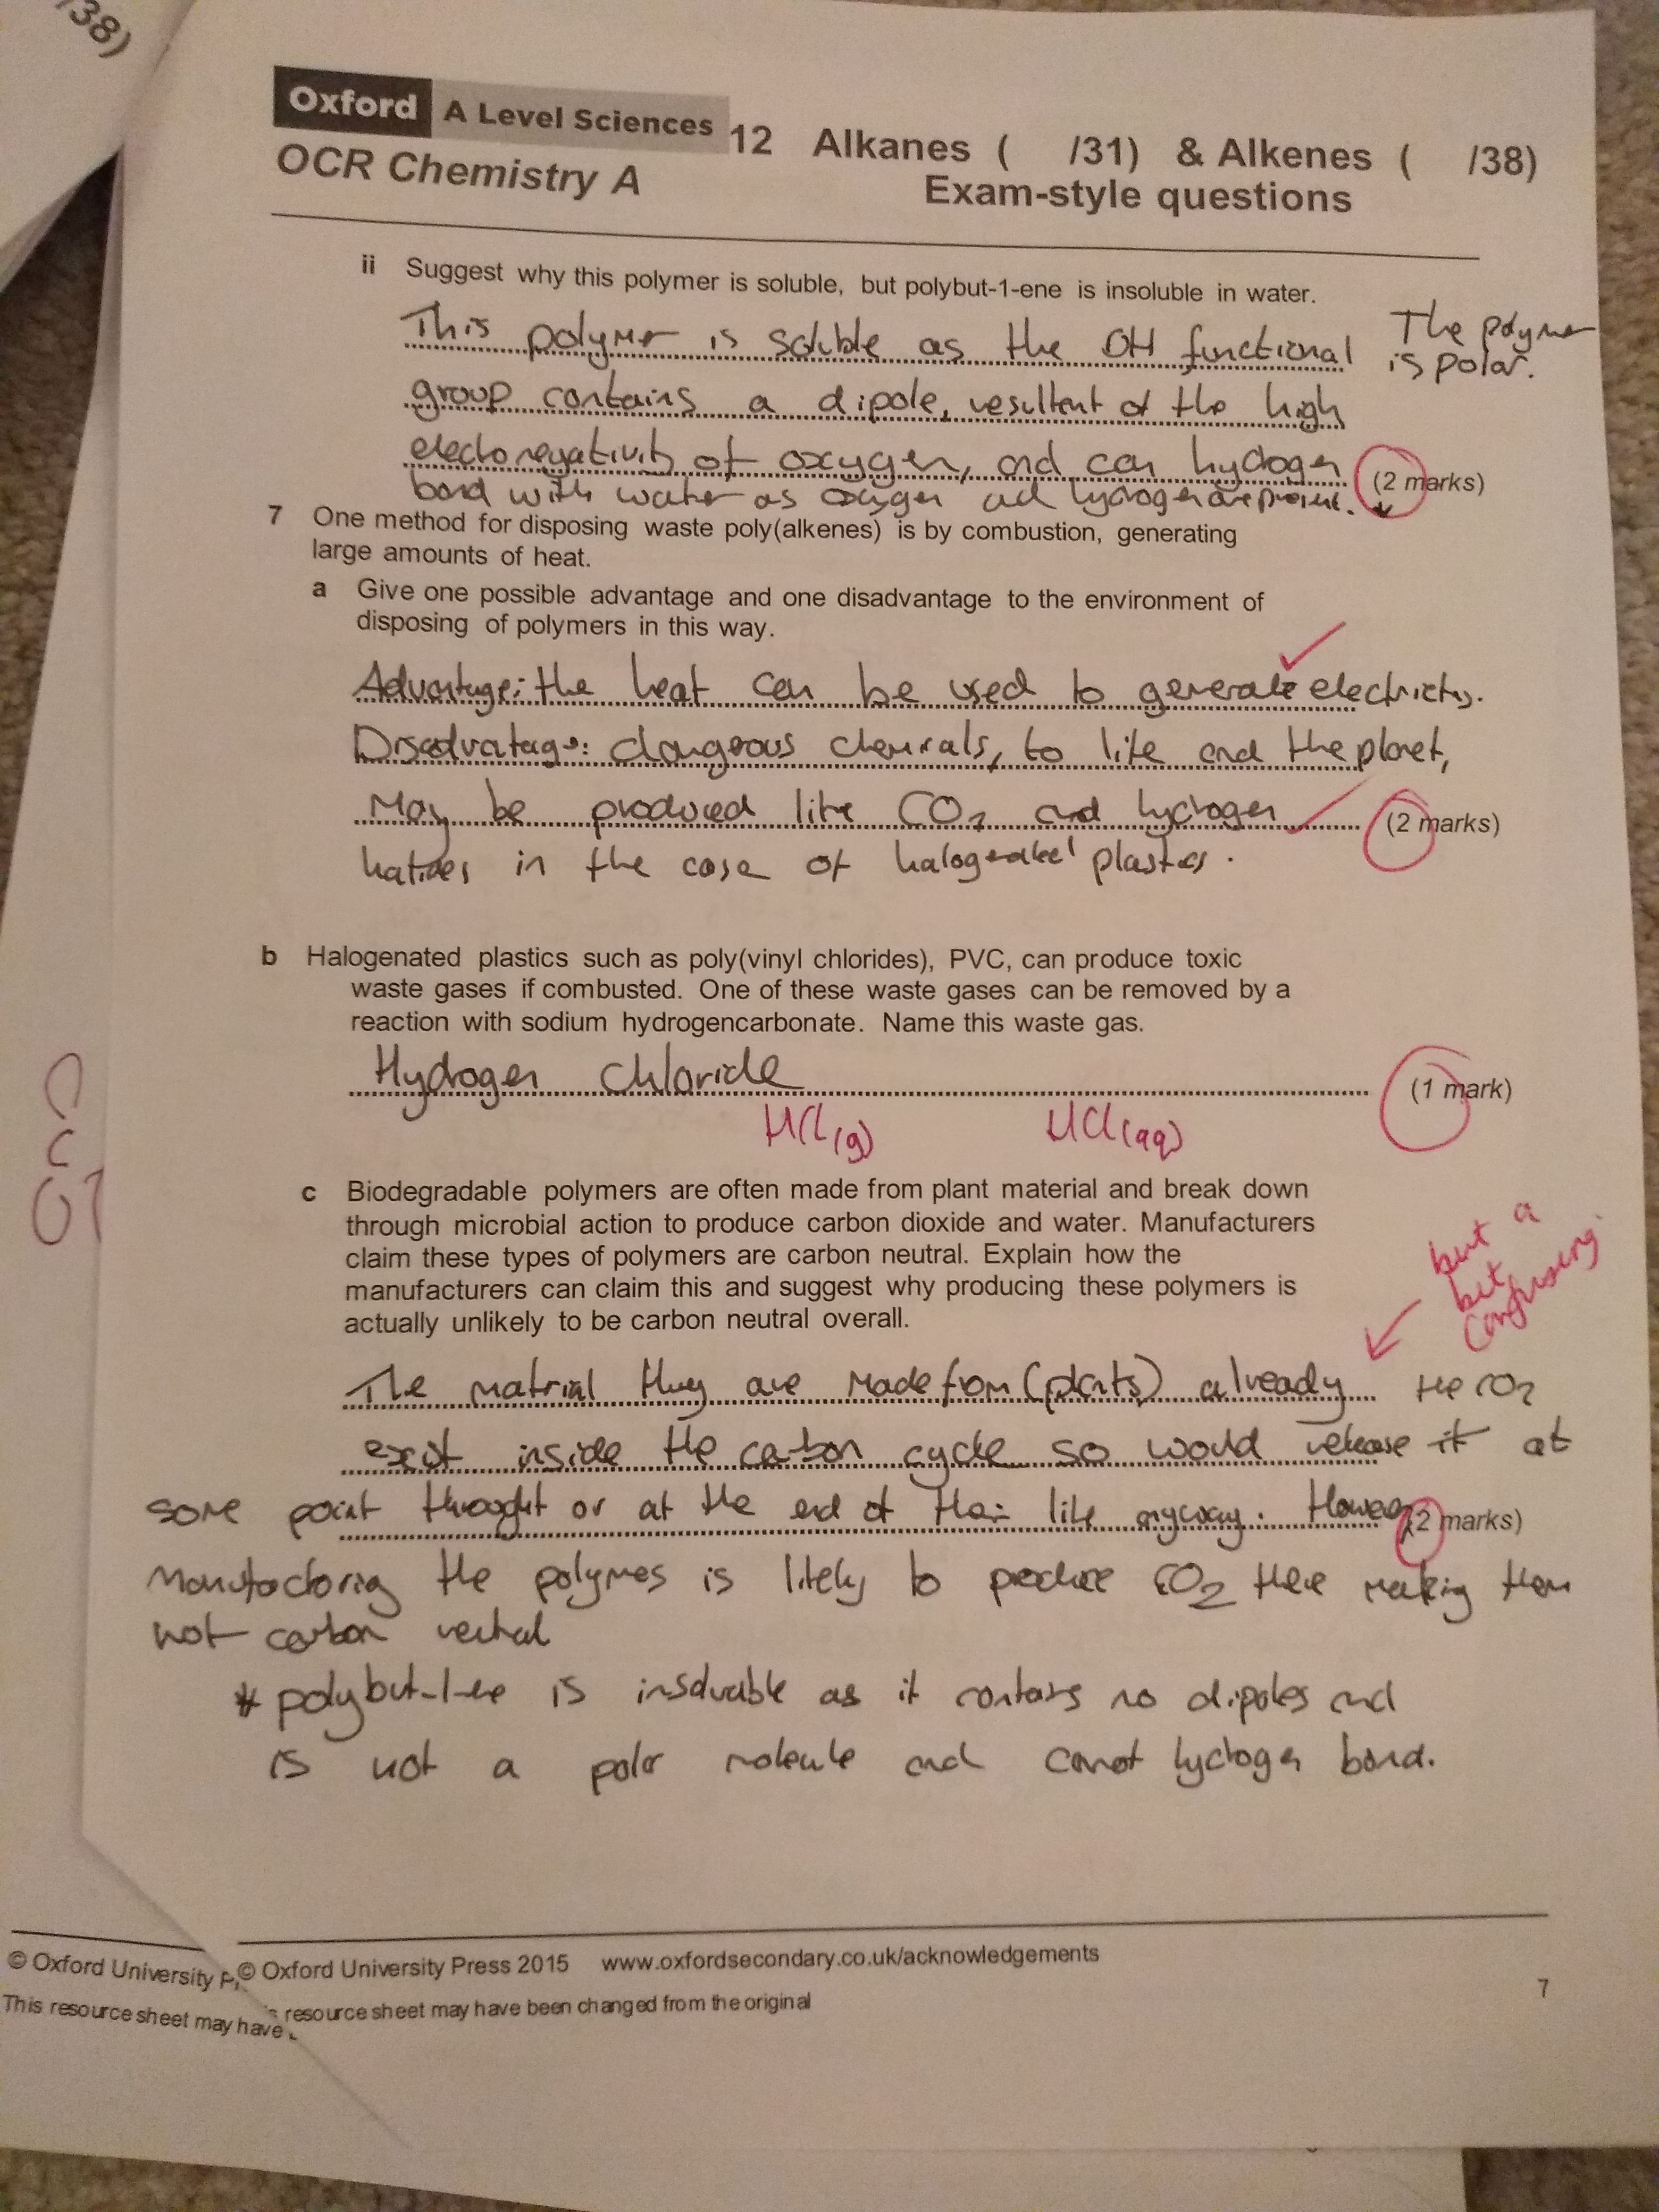 /38)
Oxford A Level Sciences
OCR Chemistry A
12 Alkanes ( /31) & Alkenes ( /38)
Exam-style questions
ii Suggest why this polymer is soluble, but polybut-1-ene is insoluble in water.
This polymer is soluble as the OH functional
The polymer
is polar.
group contains a dipole, resultent of the high
electronegativity of oxygen, and can hydrogen
(2 marks)
bond with water as oxygen and hydrogen are present.
7 One method for disposing waste poly(alkenes) is by combustion, generating
large amounts of heat.
a Give one possible advantage and one disadvantage to the environment of
disposing of polymers in this way.
Advantage: the heat can be used to generate electricity.
Disadvatage: dangerous chemicals, to life and the planet,
May be produced like CO2 and hydrogen
(2 marks)
in the case of halogenated plastics.
b Halogenated plastics such as poly(vinyl chlorides), PVC, can produce toxic
waste gases if combusted. One of these waste gases can be removed by a
reaction with sodium hydrogencarbonate. Name this waste gas.
Hydrogen Chloride
(1 mark)
HCl(g) HCl(aq)
c Biodegradable polymers are often made from plant material and break down
through microbial action to produce carbon dioxide and water. Manufacturers
claim these types of polymers are carbon neutral. Explain how the
manufacturers can claim this and suggest why producing these polymers is
actually unlikely to be carbon neutral overall.
but a
bit
confusing.
The matrial they are made from (plants) already
the CO2
exist inside the carbon cycle so would release it at
some point throught or at the end of their life anyway. However
(2 marks)
Manufactoring the polymes is likely to produce CO2 there making them
not carbon
* polybut-1-ene is insoluable as it contains no dipoles and
is not a polar molecule and cannot hydrogen bond.
© Oxford University P
© Oxford University Press 2015 www.oxfordsecondary.co.uk/acknowledgements
This resource sheet may have
resource sheet may have been changed from the original
7